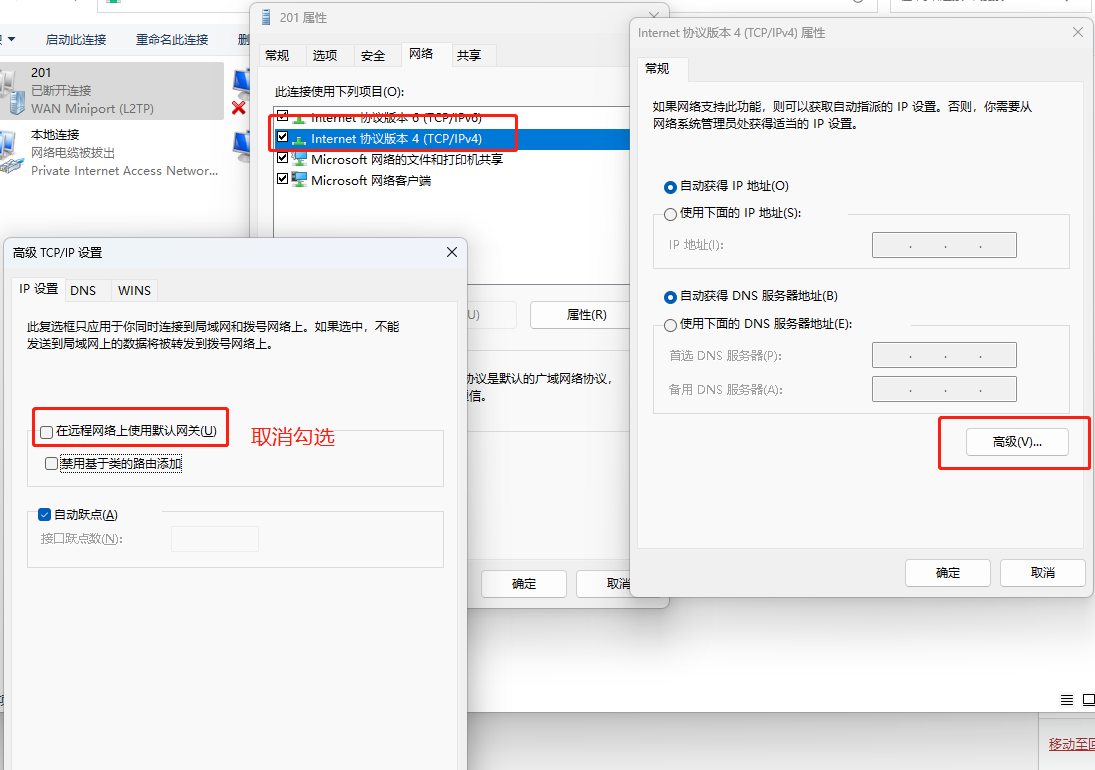 启动此连接
重命名此连接
201
已断开连接
WAN Miniport (L2TP)
本地连接
网络电缆被拔出
Private Internet Access Networ...
201 属性
常规
选项
安全
网络
共享
此连接使用下列项目(O):
Internet 协议版本 6 (TCP/IPv6)
Internet 协议版本 4 (TCP/IPv4)
Microsoft 网络的文件和打印机共享
Microsoft 网络客户端
属性(R)
协议是默认的广域网络协议，
确定
取消
Internet 协议版本 4 (TCP/IPv4) 属性
常规
如果网络支持此功能，则可以获取自动指派的 IP 设置。否则，你需要从
网络系统管理员处获得适当的 IP 设置。
自动获得 IP 地址(O)
使用下面的 IP 地址(S):
IP 地址(I):
自动获得 DNS 服务器地址(B)
使用下面的 DNS 服务器地址(E):
首选 DNS 服务器(P):
备用 DNS 服务器(A):
高级(V)...
确定
取消
高级 TCP/IP 设置
IP 设置
DNS
WINS
此复选框只应用于你同时连接到局域网和拨号网络上。如果选中，不能
发送到局域网上的数据将被转发到拨号网络上。
在远程网络上使用默认网关(U)
取消勾选
禁用基于类的路由添加
自动跃点(A)
接口跃点数(N):
移动至回